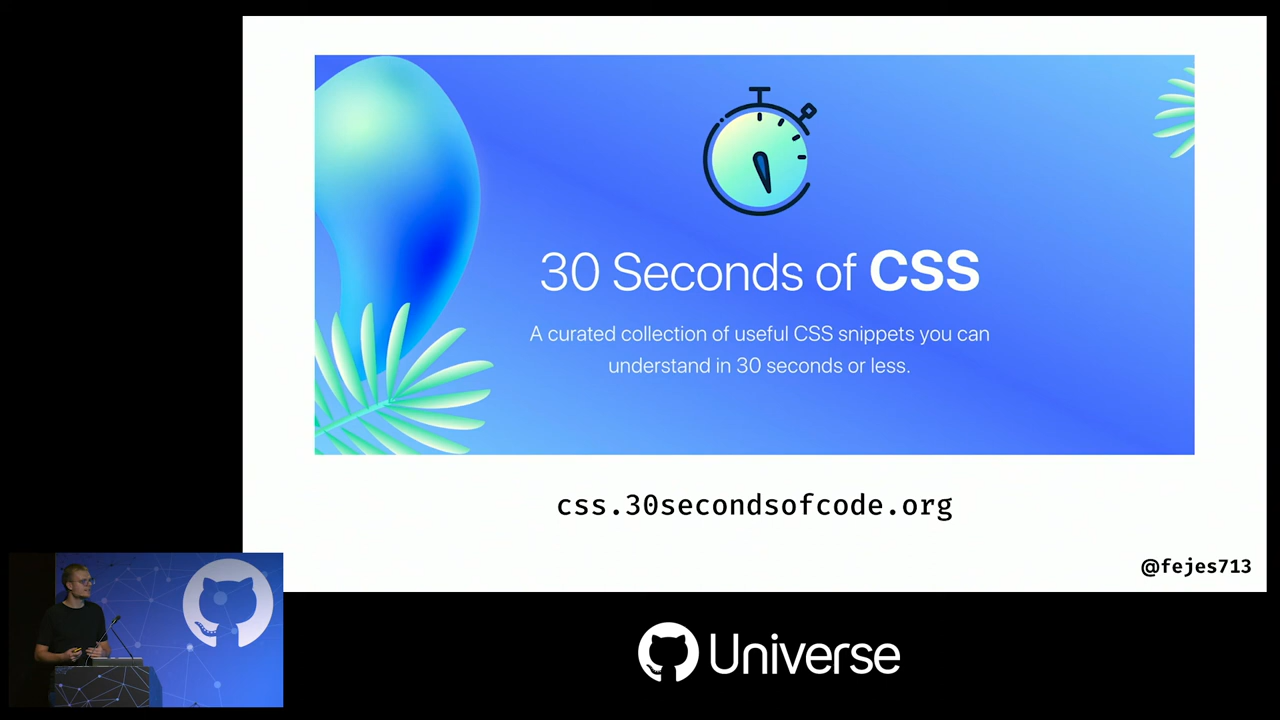 30 Seconds of CSS
A curated collection of useful CSS snippets you can
understand in 30 seconds or less.
css.30secondsofcode.org
@fejes713
Universe